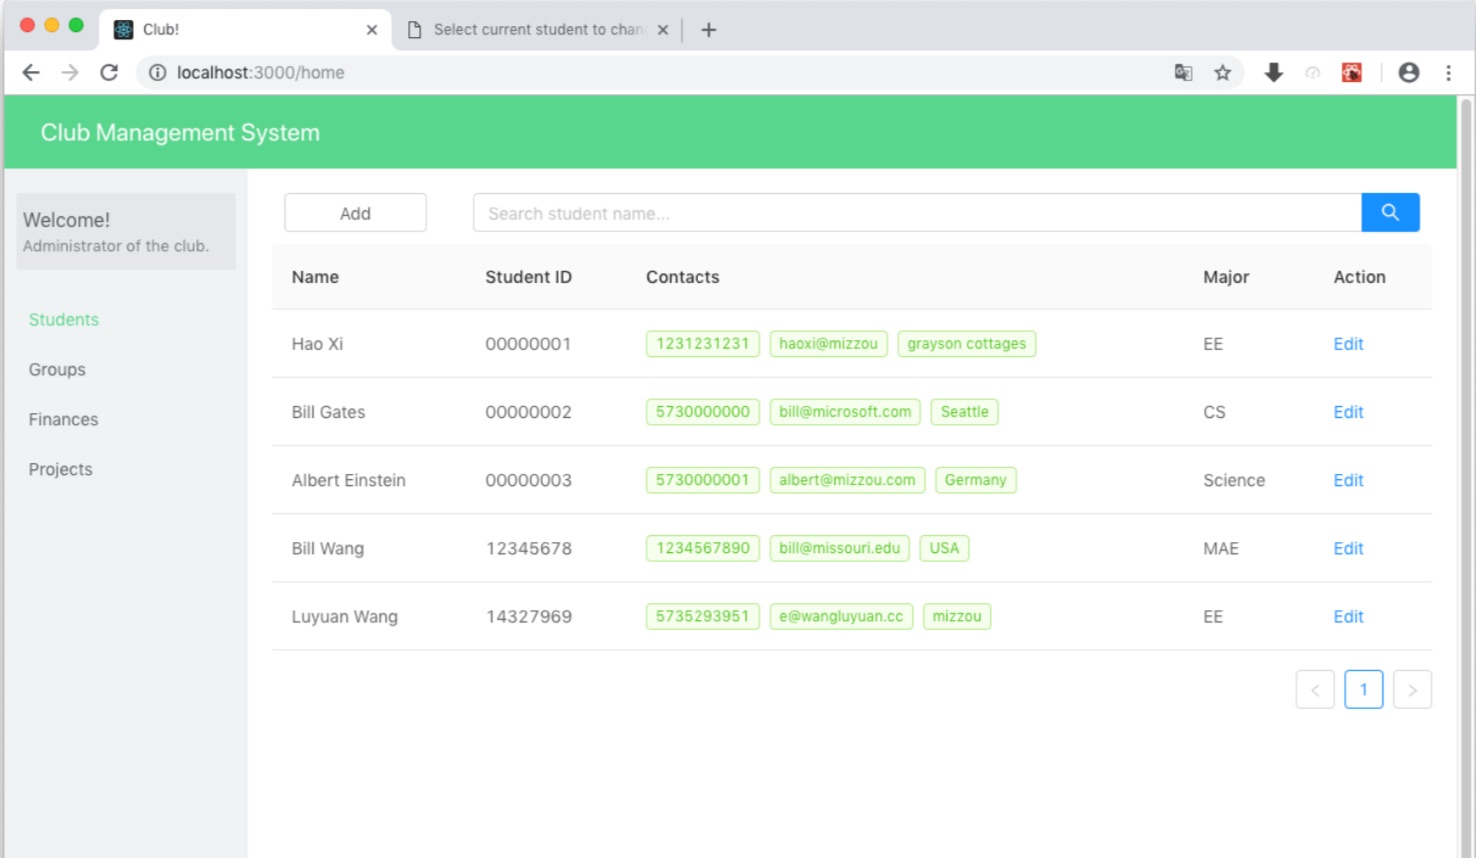 Club!
Select current student to chan
localhost:3000/home
Club Management System
Welcome!
Administrator of the club.
Students
Groups
Finances
Projects
Add
Search student name...
Name Student ID Contacts Major Action
Hao Xi 00000001 1231231231 haoxi@mizzou grayson cottages EE Edit
Bill Gates 00000002 5730000000 bill@microsoft.com Seattle CS Edit
Albert Einstein 00000003 5730000001 albert@mizzou.com Germany Science Edit
Bill Wang 12345678 1234567890 bill@missouri.edu USA MAE Edit
Luyuan Wang 14327969 5735293951 e@wangluyuan.cc mizzou EE Edit
< 1 >